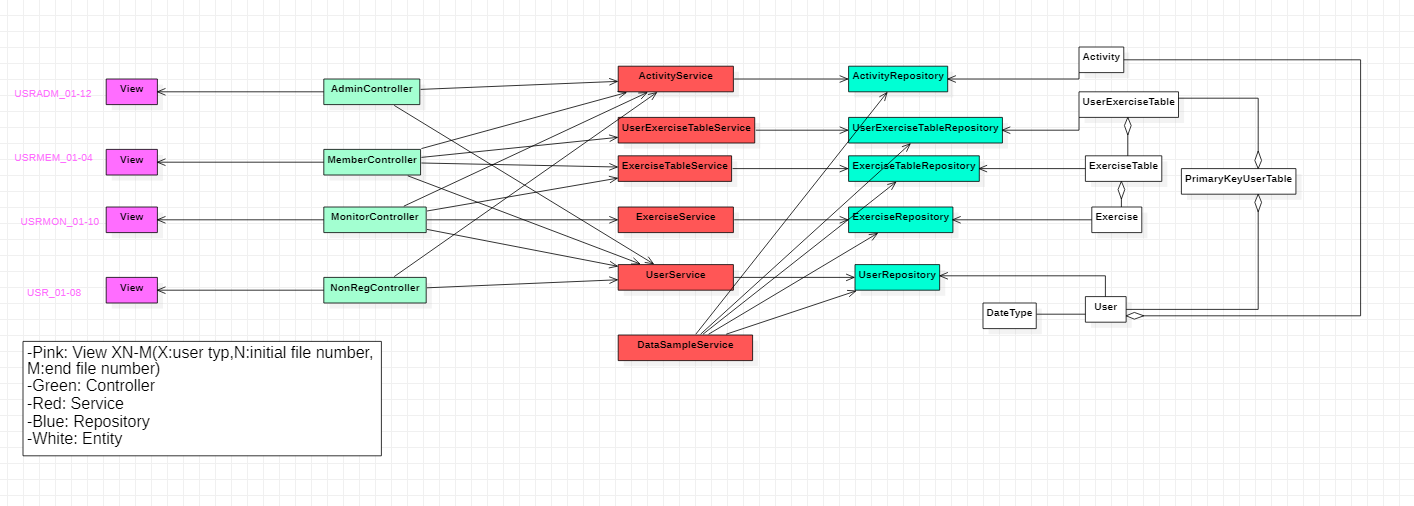 Activity
View
AdminController
ActivityService
ActivityRepository
USRADM_01-12
UserExerciseTable
UserExerciseTableService
UserExerciseTableRepository
View
MemberController
USRMEM_01-04
ExerciseTableService
ExerciseTableRepository
ExerciseTable
PrimaryKeyUserTable
View
MonitorController
ExerciseService
ExerciseRepository
Exercise
USRMON_01-10
View
NonRegController
UserService
UserRepository
USR_01-08
User
DateType
DataSampleService
-Pink: View XN-M(X:user typ,N:initial file number,
M:end file number)
-Green: Controller
-Red: Service
-Blue: Repository
-White: Entity